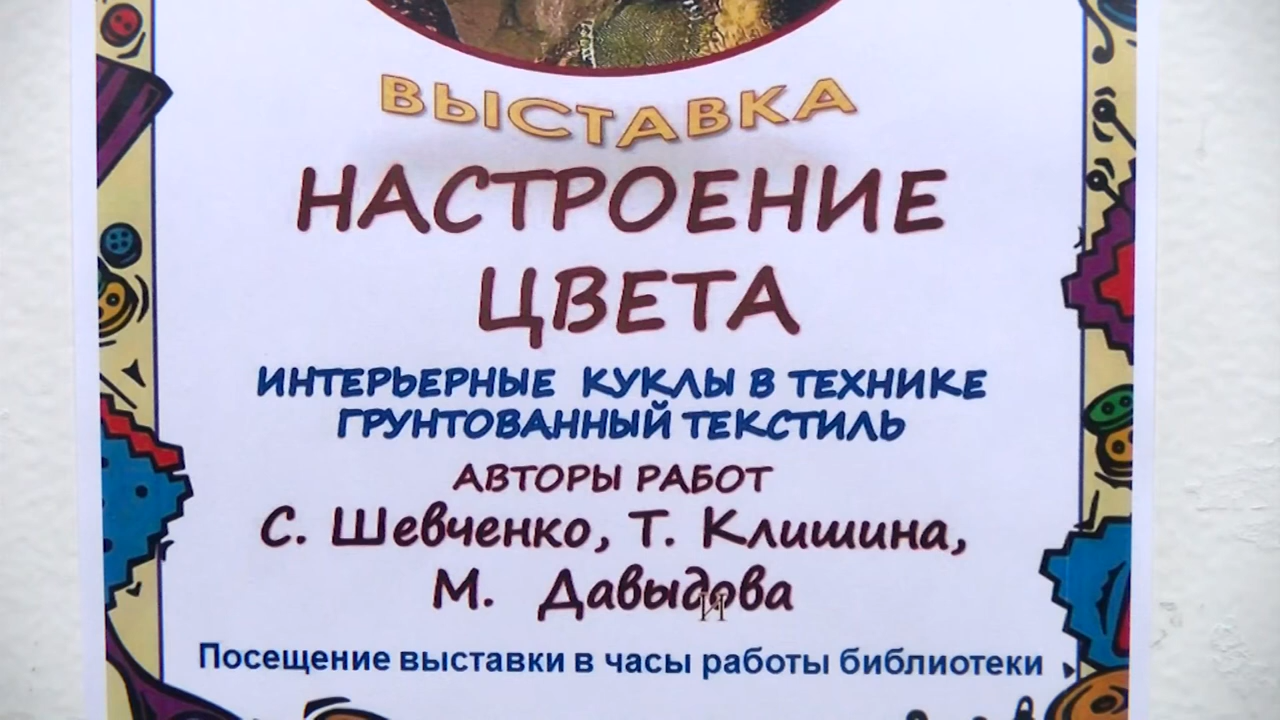 ВЫСТАВКА
НАСТРОЕНИЕ
ЦВЕТА
ИНТЕРЬЕРНЫЕ КУКЛЫ В ТЕХНИКЕ
ГРУНТОВАННЫЙ ТЕКСТИЛЬ
АВТОРЫ РАБОТ
С. Шевченко, Т. Клишина,
М. Давыдова
и
Посещение выставки в часы работы библиотеки